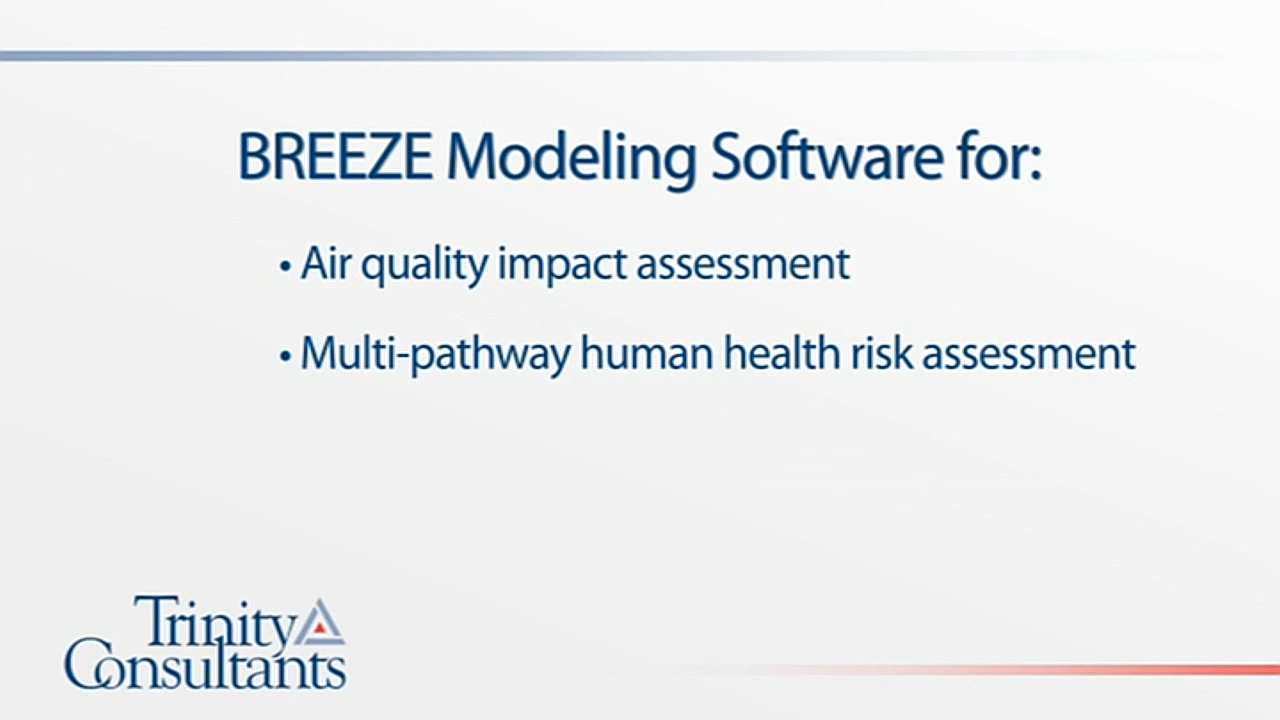 BREEZE Modeling Software for:
• Air quality impact assessment
• Multi-pathway human health risk assessment
Trinity
Consultants